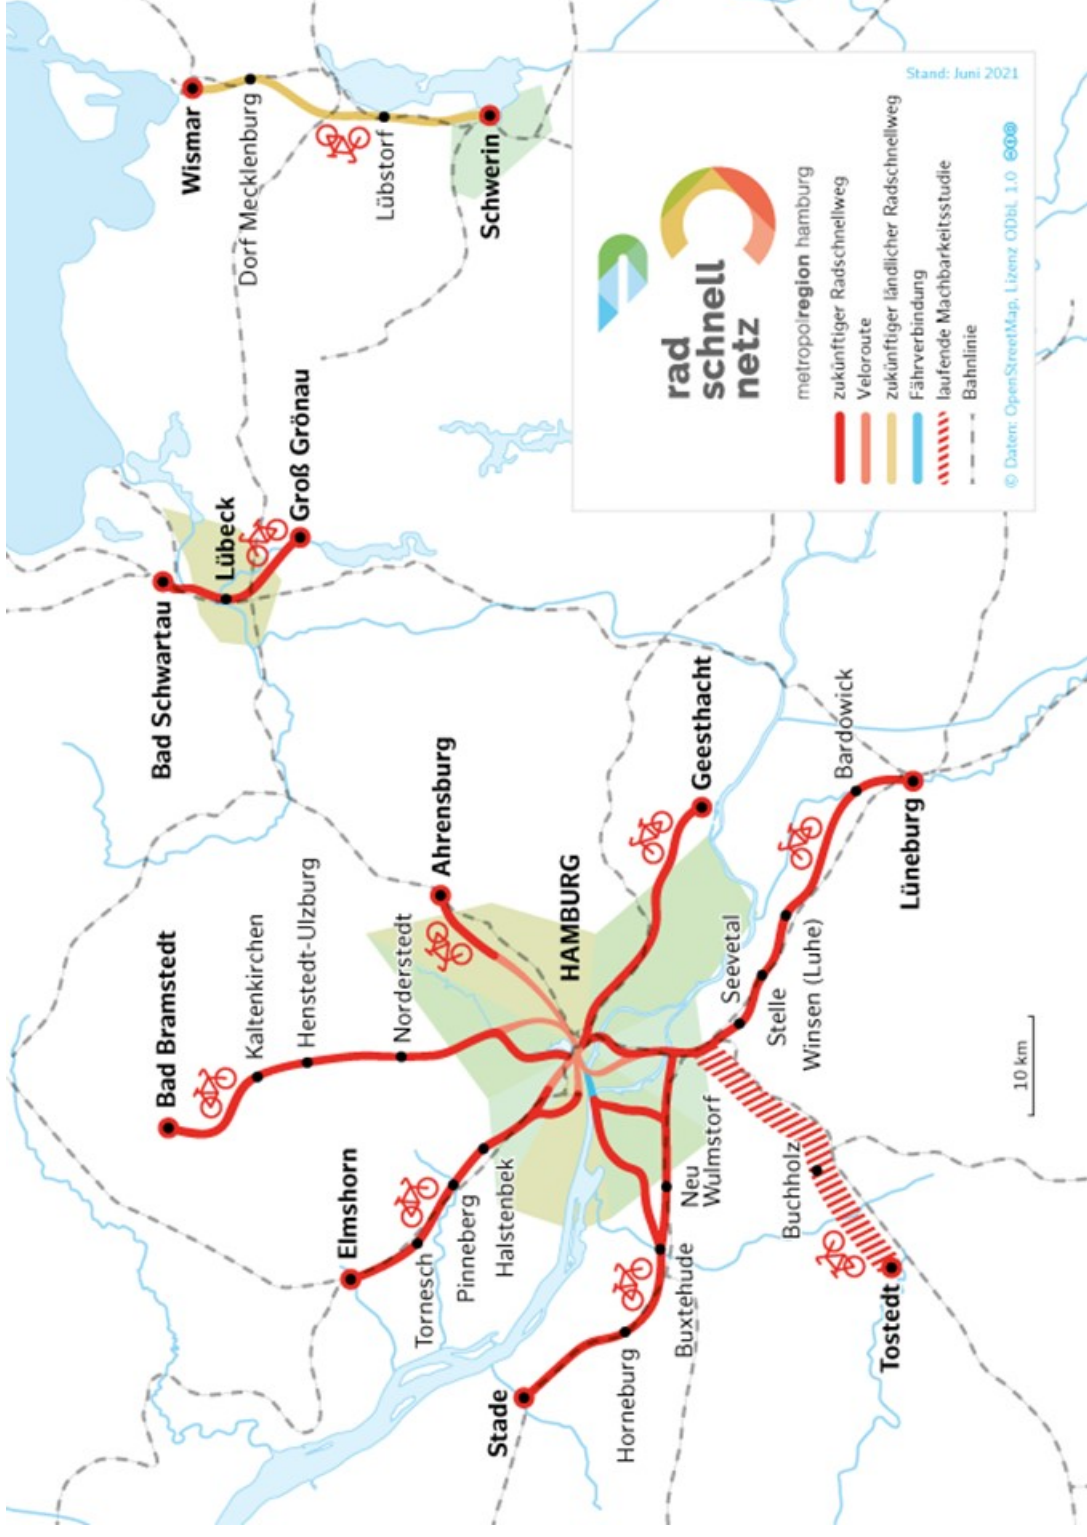 Wismar
Dorf Mecklenburg
Lübstorf
Schwerin
Bad Schwartau
Lübeck
Groß Grönau
Bad Bramstedt
Kaltenkirchen
Henstedt-Ulzburg
Norderstedt
Ahrensburg
Elmshorn
Tornesch
Pinneberg
Halstenbek
HAMBURG
Geesthacht
Stade
Horneburg
Buxtehude
Neu
Wulmstorf
Seevetal
Stelle
Winsen (Luhe)
Bardowick
Lüneburg
Buchholz
Tostedt
10 km
Stand: Juni 2021
rad
schnell
netz
metropolregion hamburg
zukünftiger Radschnellweg
Veloroute
zukünftiger ländlicher Radschnellweg
Fährverbindung
laufende Machbarkeitsstudie
Bahnlinie
© Daten: OpenStreetMap, Lizenz ODbL 1.0